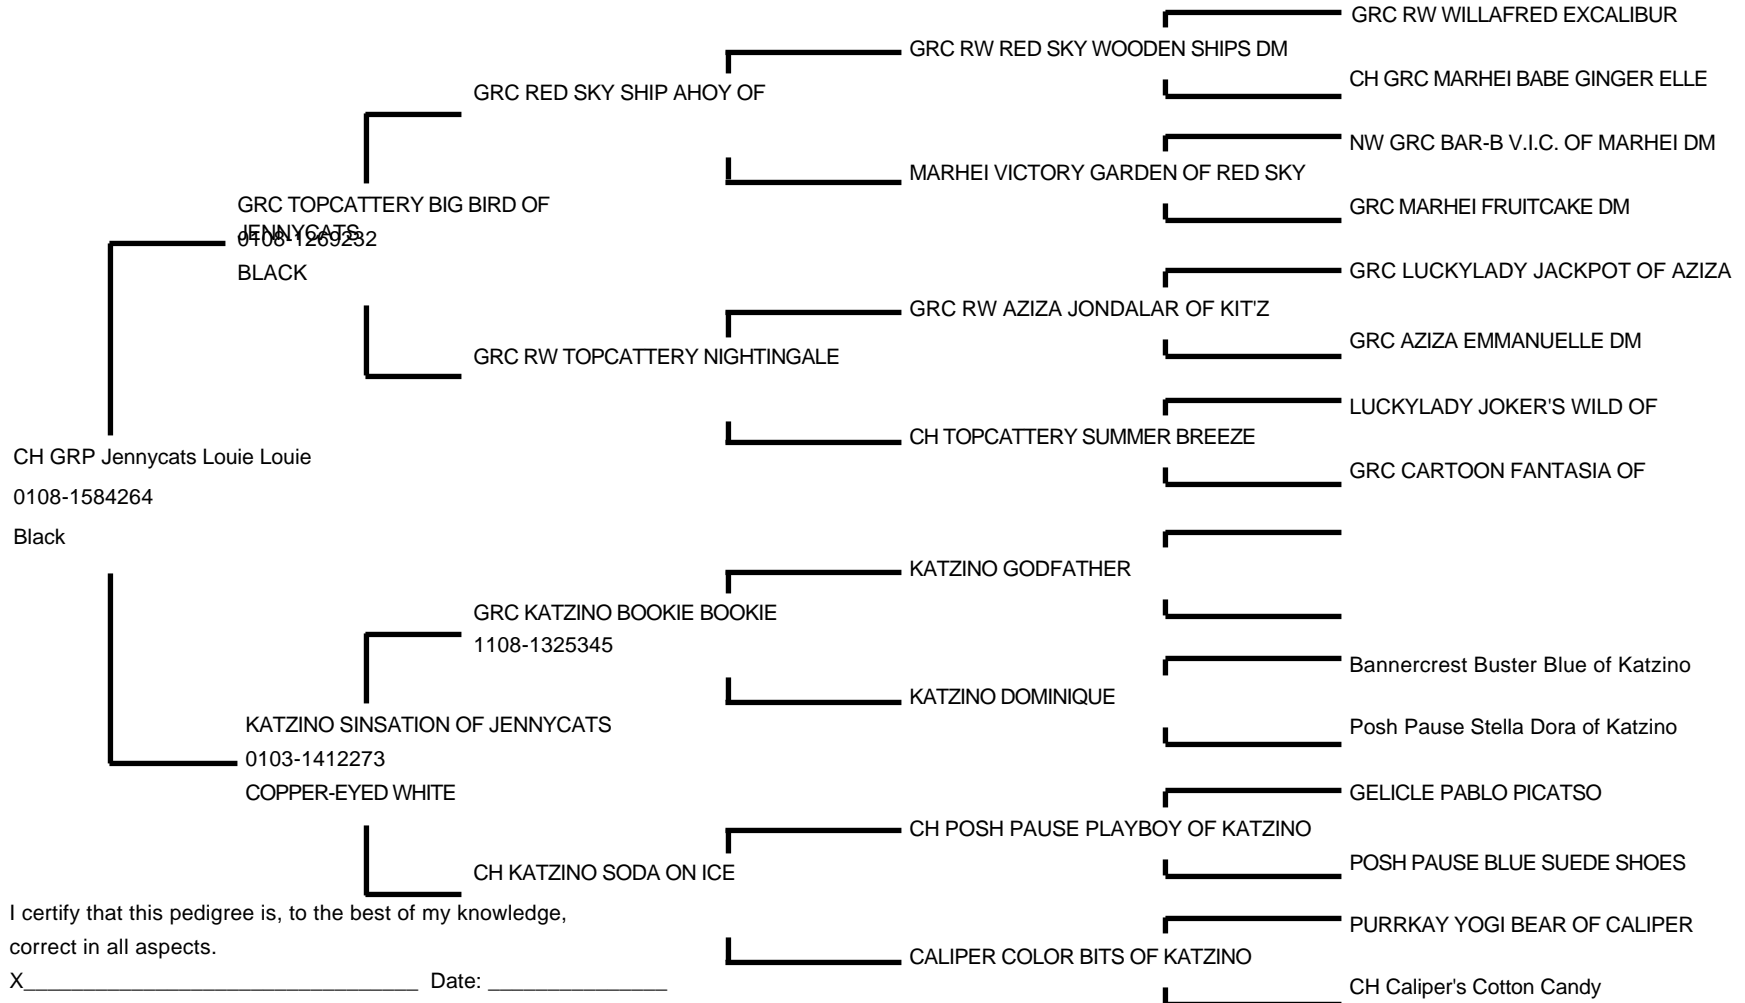 GRC RW WILLAFRED EXCALIBUR
GRC RW RED SKY WOODEN SHIPS DM
CH GRC MARHEI BABE GINGER ELLE
GRC RED SKY SHIP AHOY OF
NW GRC BAR-B V.I.C. OF MARHEI DM
MARHEI VICTORY GARDEN OF RED SKY
GRC MARHEI FRUITCAKE DM
GRC TOPCATTERY BIG BIRD OF
JENNYCATS
0108-1269232
BLACK
GRC LUCKYLADY JACKPOT OF AZIZA
GRC RW AZIZA JONDALAR OF KIT'Z
GRC AZIZA EMMANUELLE DM
GRC RW TOPCATTERY NIGHTINGALE
LUCKYLADY JOKER'S WILD OF
CH TOPCATTERY SUMMER BREEZE
GRC CARTOON FANTASIA OF
CH GRP Jennycats Louie Louie
0108-1584264
Black
KATZINO GODFATHER
GRC KATZINO BOOKIE BOOKIE
1108-1325345
Bannercrest Buster Blue of Katzino
KATZINO DOMINIQUE
Posh Pause Stella Dora of Katzino
KATZINO SINSATION OF JENNYCATS
0103-1412273
COPPER-EYED WHITE
GELICLE PABLO PICATSO
CH POSH PAUSE PLAYBOY OF KATZINO
POSH PAUSE BLUE SUEDE SHOES
CH KATZINO SODA ON ICE
PURRKAY YOGI BEAR OF CALIPER
CALIPER COLOR BITS OF KATZINO
CH Caliper's Cotton Candy
I certify that this pedigree is, to the best of my knowledge,
correct in all aspects.
X_________________________________ Date: _______________